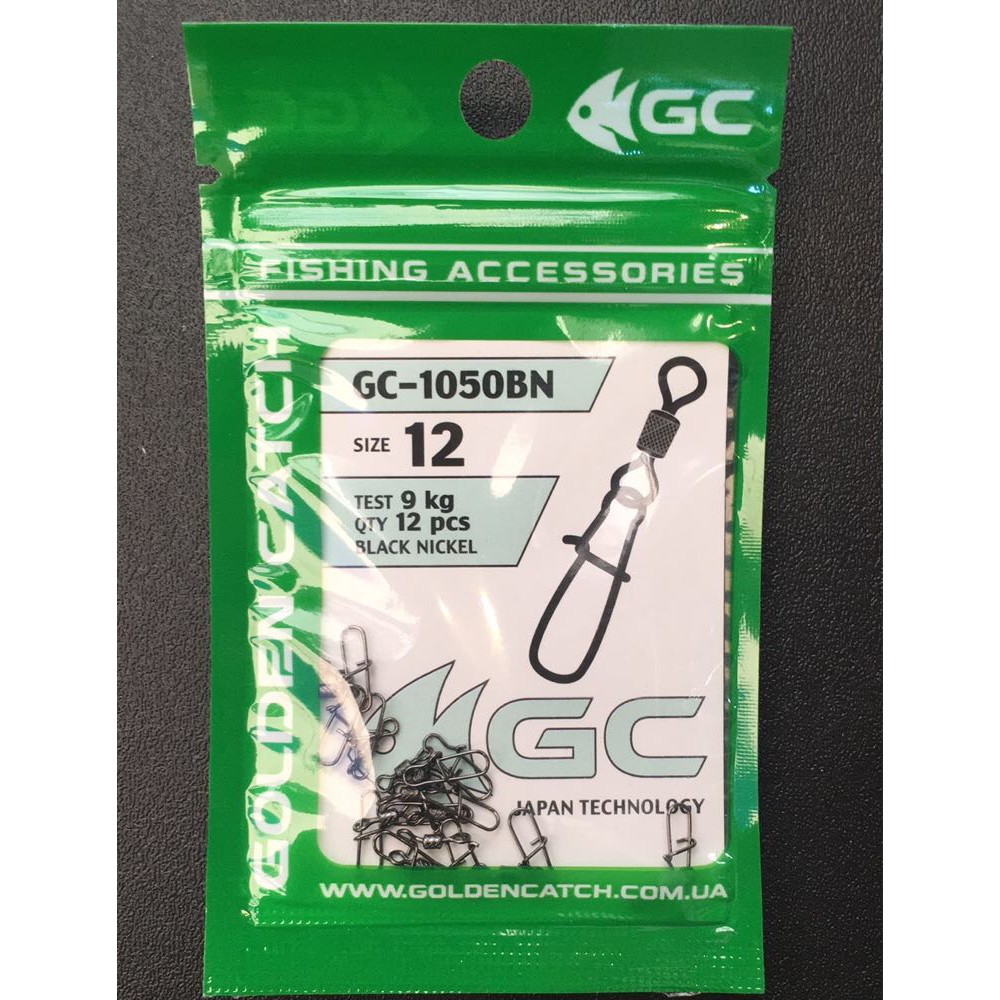 GC
FISHING ACCESSORIES
GOLDEN CATCH
GC-1050BN
SIZE 12
TEST 9 kg
QTY 12 pcs
BLACK NICKEL
GC
JAPAN TECHNOLOGY
WWW.GOLDENCATCH.COM.UA